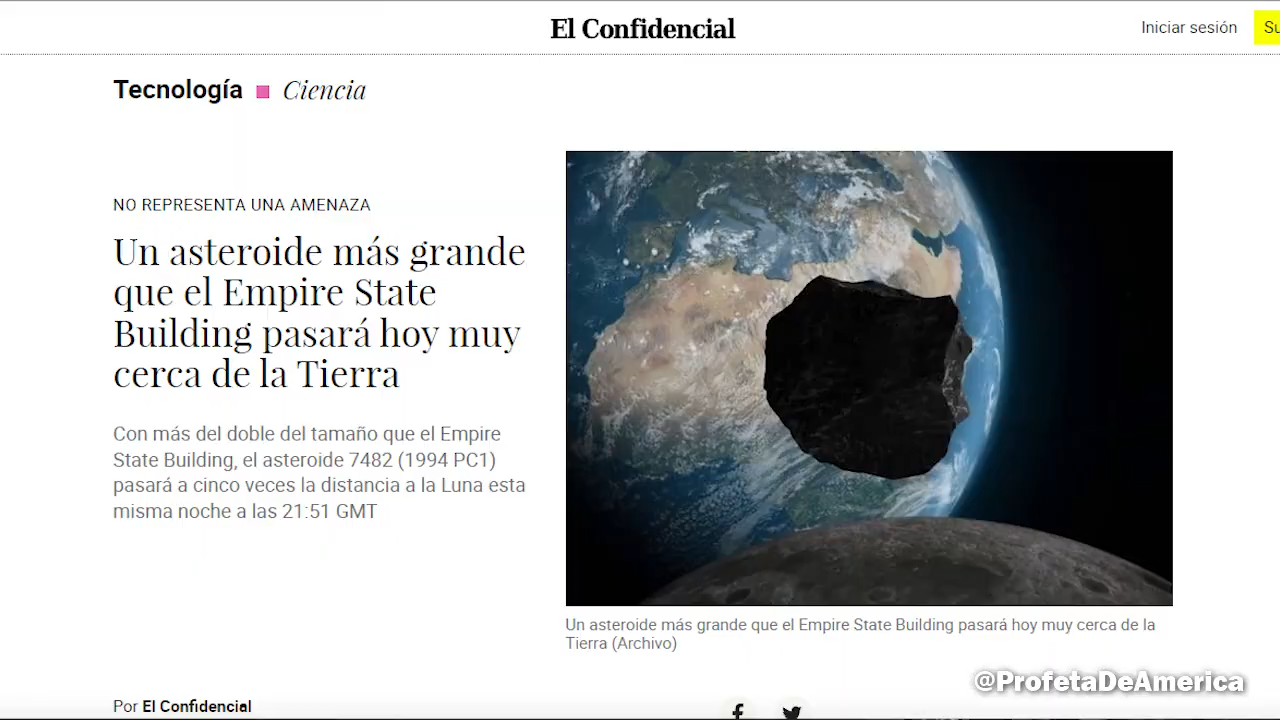 El Confidencial
Iniciar sesión
Su
Tecnología Ciencia
NO REPRESENTA UNA AMENAZA
Un asteroide más grande
que el Empire State
Building pasará hoy muy
cerca de la Tierra
Con más del doble del tamaño que el Empire
State Building, el asteroide 7482 (1994 PC1)
pasará a cinco veces la distancia a la Luna esta
misma noche a las 21:51 GMT
Un asteroide más grande que el Empire State Building pasará hoy muy cerca de la
Tierra (Archivo)
@ProfetaDeAmerica
Por El Confidencial